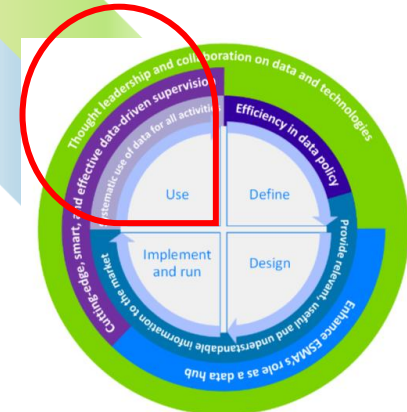 Thought leadership and collaboration on data and technologies
Cutting-edge, smart, and effective data-driven supervision
systematic use of data for all activities
Efficiency in data policy
Use
Define
Implement
and run
Design
Provide relevant, useful and understandable information to the market
Enhance ESMA's role as a data hub